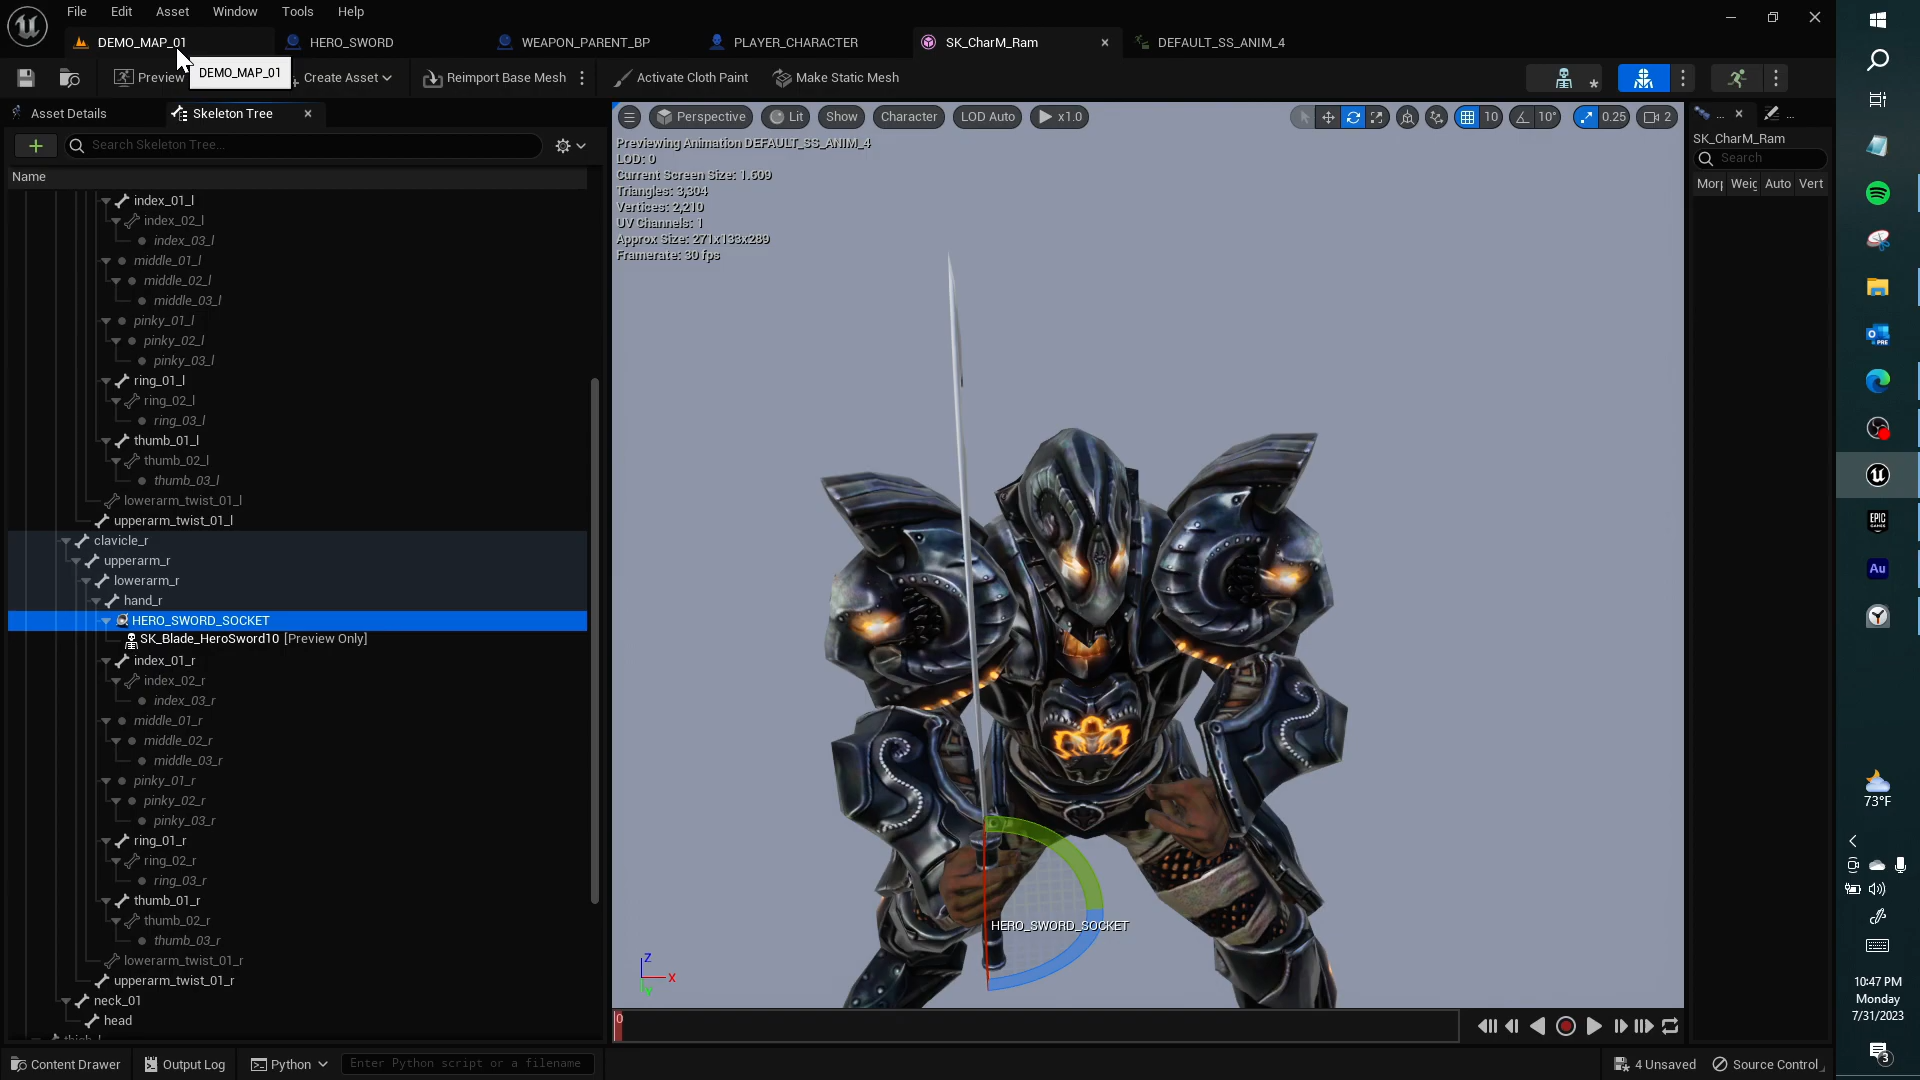 File Edit Asset Window Tools Help
DEMO_MAP_01 HERO_SWORD WEAPON_PARENT_BP PLAYER_CHARACTER SK_CharM_Ram DEFAULT_SS_ANIM_4
Preview DEMO_MAP_01 Create Asset Reimport Base Mesh Activate Cloth Paint Make Static Mesh
Asset Details Skeleton Tree
Search Skeleton Tree...
Name
index_01_l
index_02_l
index_03_l
middle_01_l
middle_02_l
middle_03_l
pinky_01_l
pinky_02_l
pinky_03_l
ring_01_l
ring_02_l
ring_03_l
thumb_01_l
thumb_02_l
thumb_03_l
lowerarm_twist_01_l
upperarm_twist_01_l
clavicle_r
upperarm_r
lowerarm_r
hand_r
HERO_SWORD_SOCKET
SK_Blade_HeroSword10 [Preview Only]
index_01_r
index_02_r
index_03_r
middle_01_r
middle_02_r
middle_03_r
pinky_01_r
pinky_02_r
pinky_03_r
ring_01_r
ring_02_r
ring_03_r
thumb_01_r
thumb_02_r
thumb_03_r
lowerarm_twist_01_r
upperarm_twist_01_r
neck_01
head
Perspective Lit Show Character LOD Auto x1.0 10 10° 0.25 2
Previewing Animation DEFAULT_SS_ANIM_4
LOD: 0
Current Screen Size: 1.609
Triangles: 3,304
Vertices: 2,210
UV Channels: 1
Approx Size: 271x133x289
Framerate: 30 fps
HERO_SWORD_SOCKET
Z
X
Y
0
... ...
SK_CharM_Ram
Search
Morp Weig Auto Vert
Content Drawer Output Log Python Enter Python script or a filename 4 Unsaved Source Control
PRE
EPIC
GAMES
Au
73°F
10:47 PM
Monday
7/31/2023
3